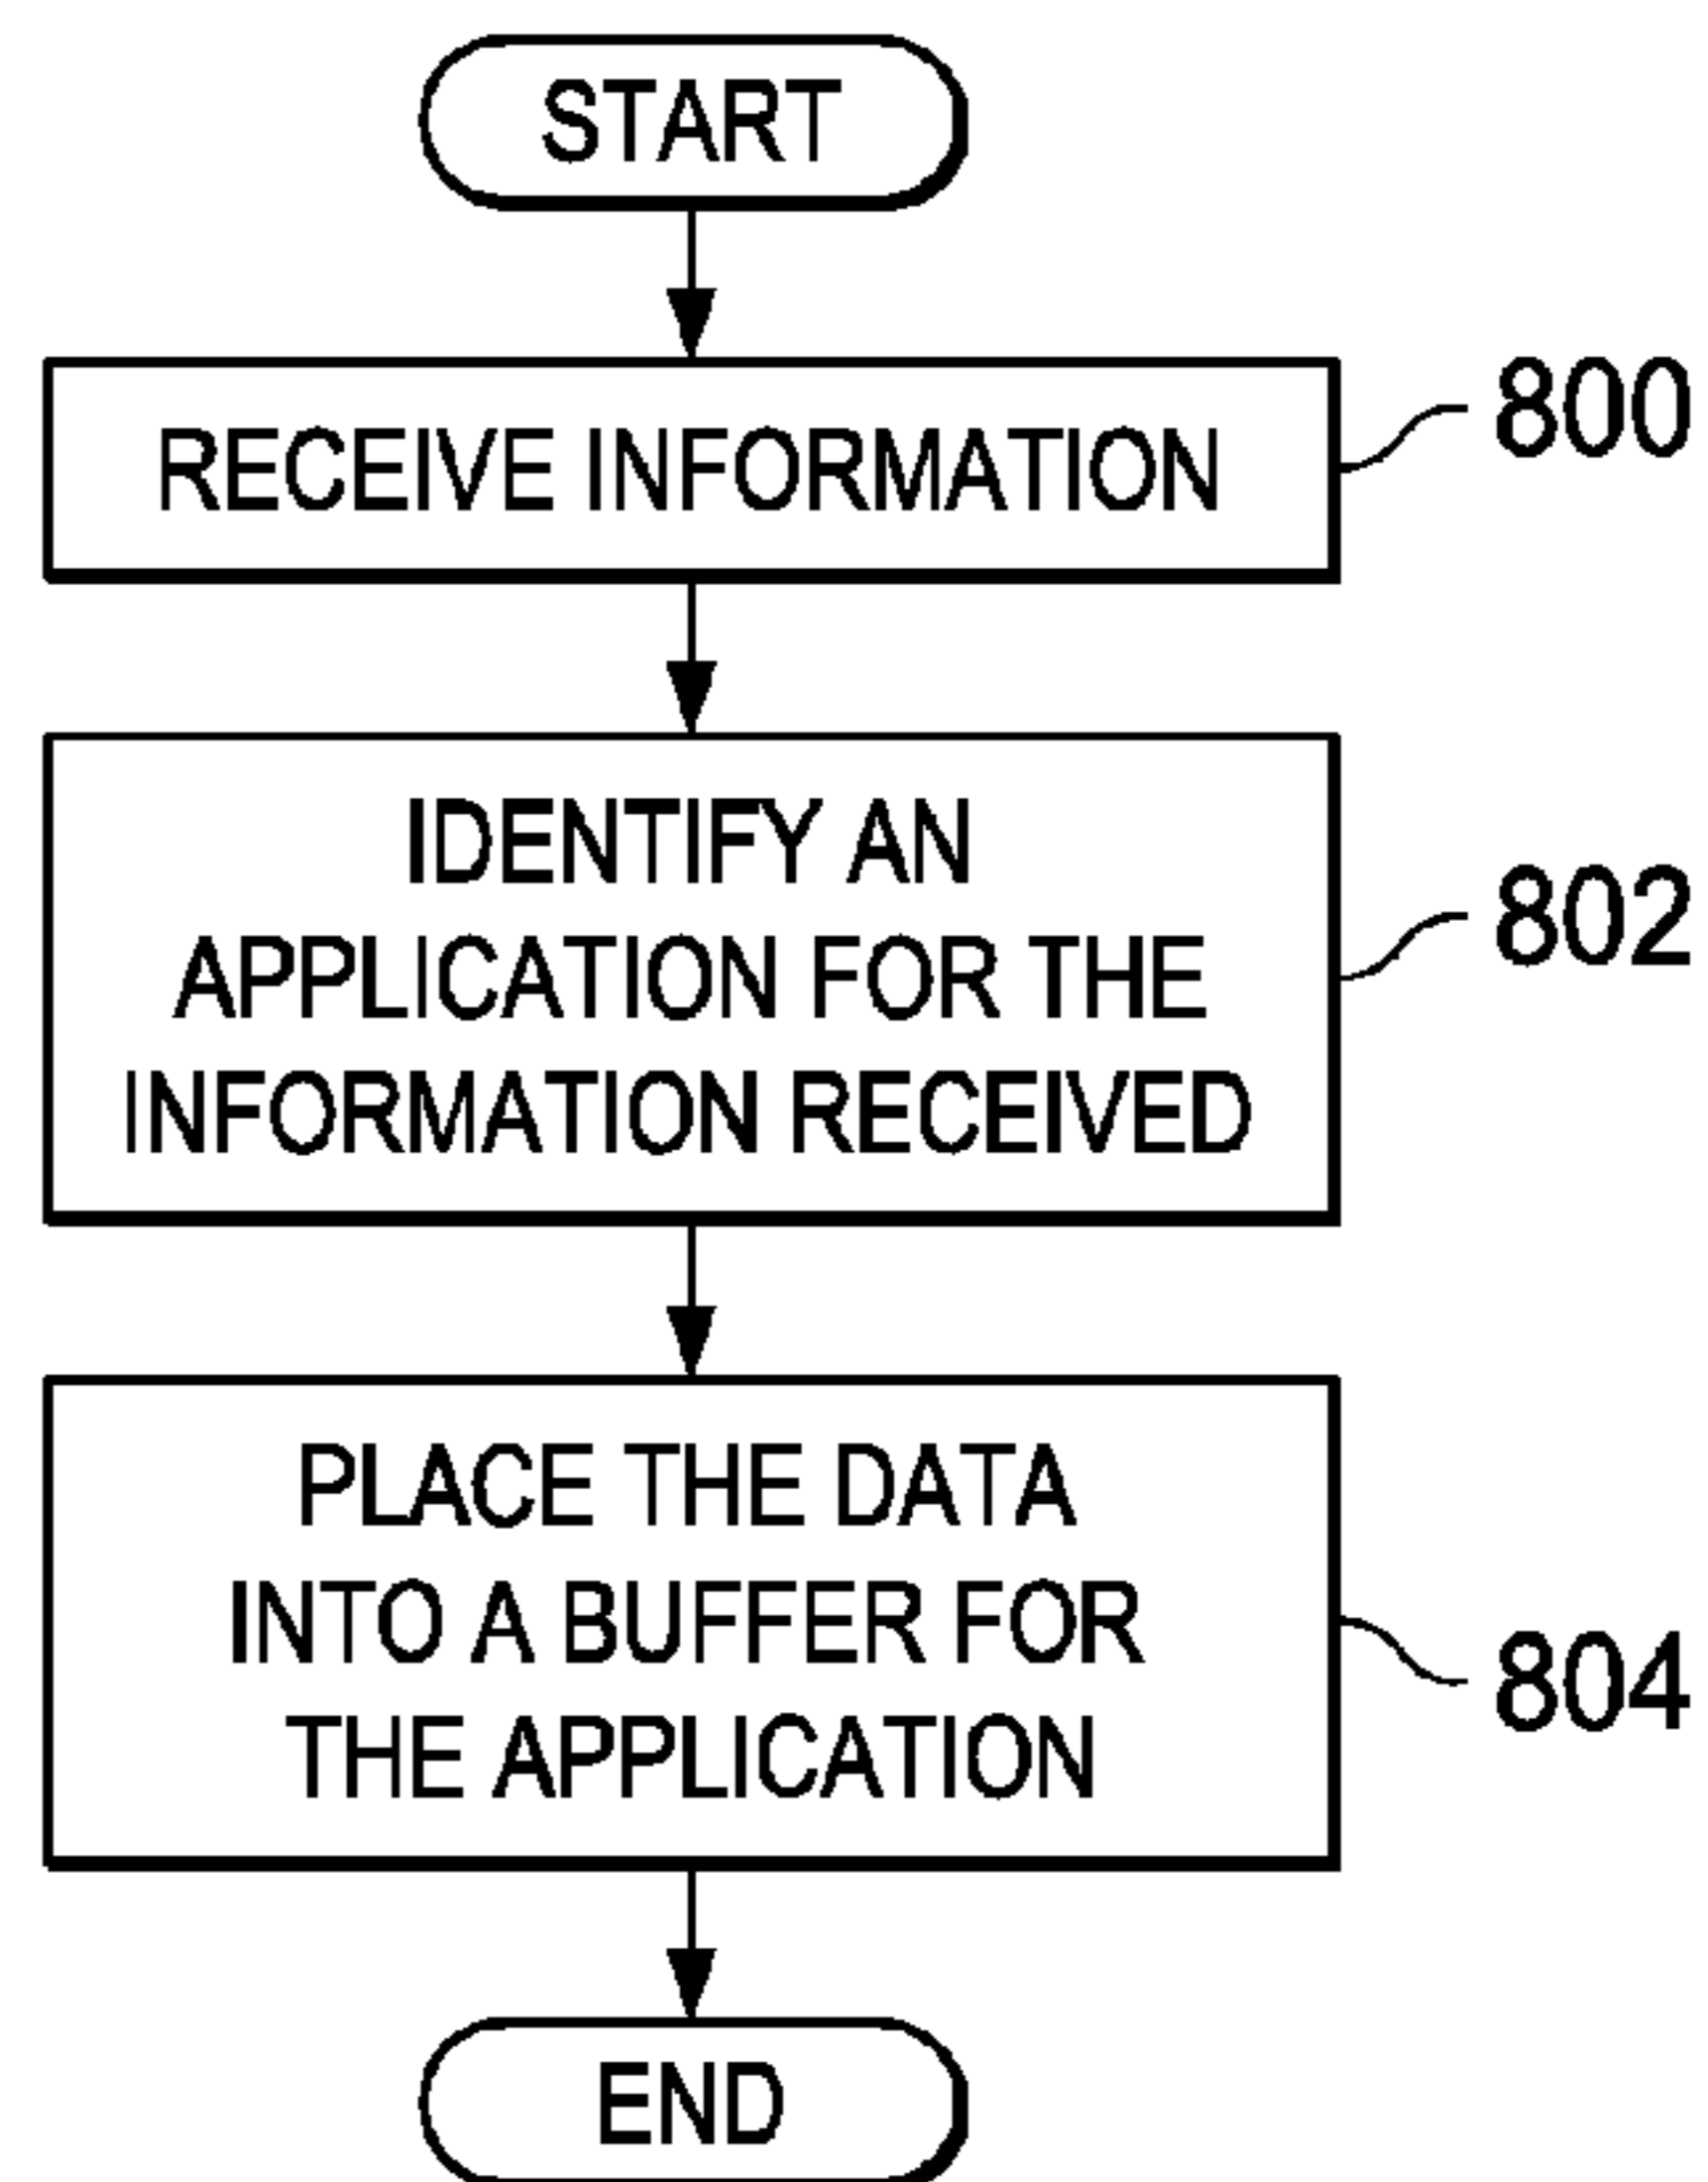 START
RECEIVE INFORMATION
800
IDENTIFY AN
APPLICATION FOR THE
INFORMATION RECEIVED
802
PLACE THE DATA
INTO A BUFFER FOR
THE APPLICATION
804
END